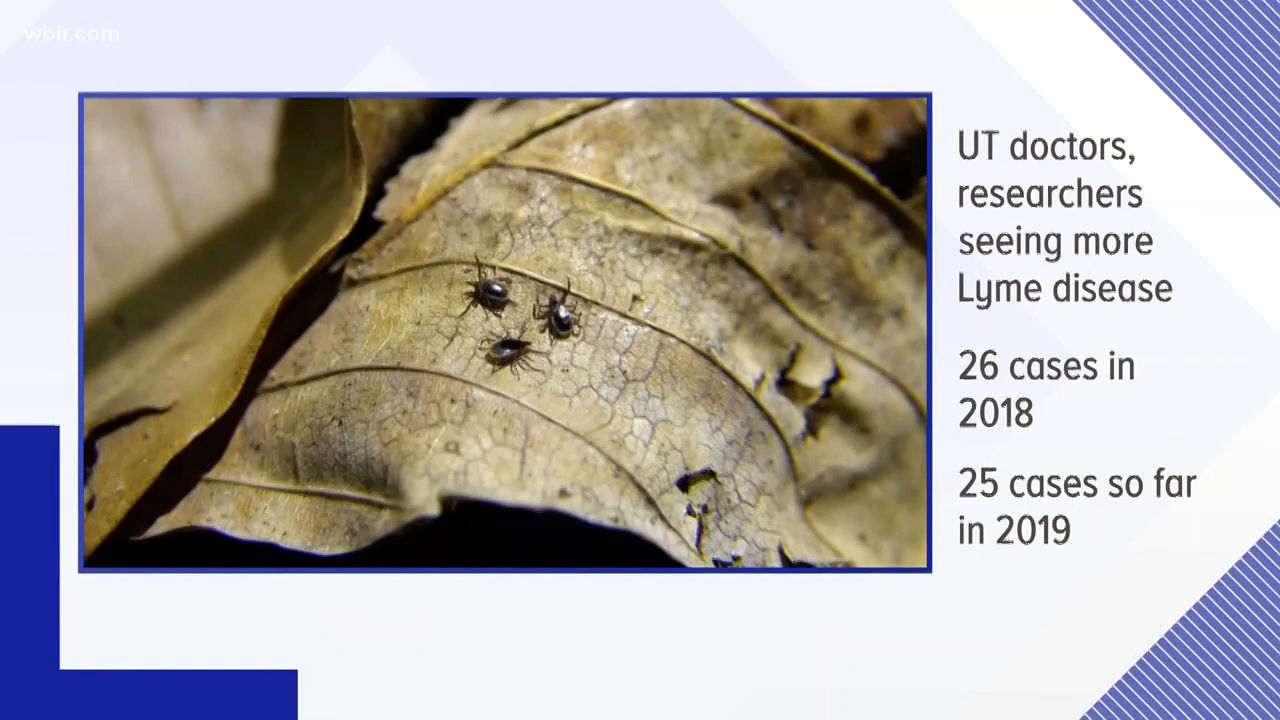 wbir.com
UT doctors,
researchers
seeing more
Lyme disease
26 cases in
2018
25 cases so far
in 2019